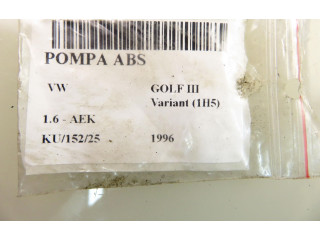 POMPA ABS
VW GOLF III
Variant (1H5)
1.6 - AEK
KU/152/25 1996